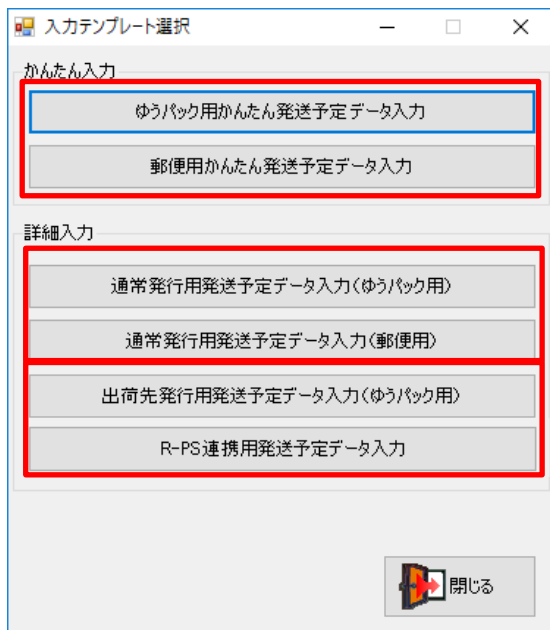 入力テンプレート選択
かんたん入力
ゆうパック用かんたん発送予定データ入力
郵便用かんたん発送予定データ入力
詳細入力
通常発行用発送予定データ入力(ゆうパック用)
通常発行用発送予定データ入力(郵便用)
出荷先発行用発送予定データ入力(ゆうパック用)
R-PS連携用発送予定データ入力
閉じる